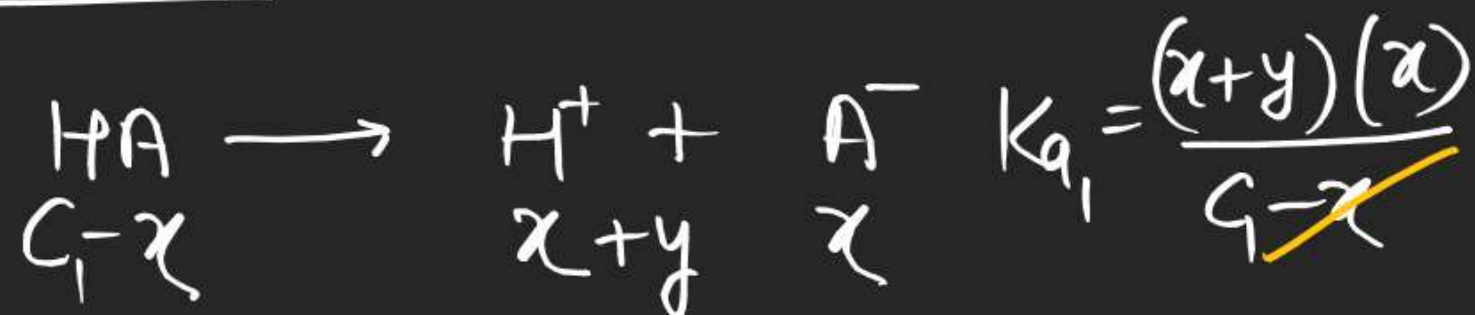 HA ⟶ H⁺ + A⁻ Ka₁ = (x+y)(x) / C₁-x
C₁-x x+y x